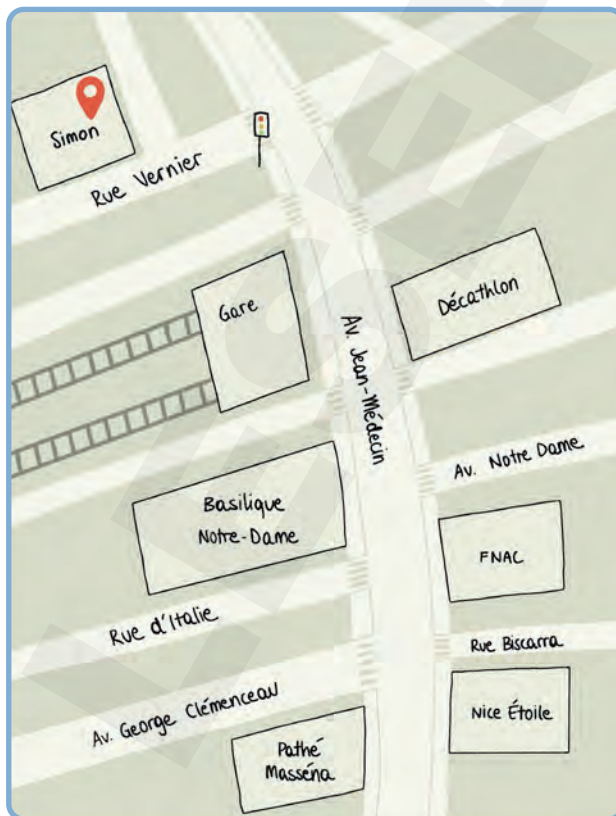 Simon
Rue Vernier
Gare
Décathlon
Av. Jean-Médecin
Av. Notre Dame
Basilique
Notre-Dame
FNAC
Rue d'Italie
Rue Biscarra
Av. George Clémenceau
Nice Étoile
Pathé
Masséna